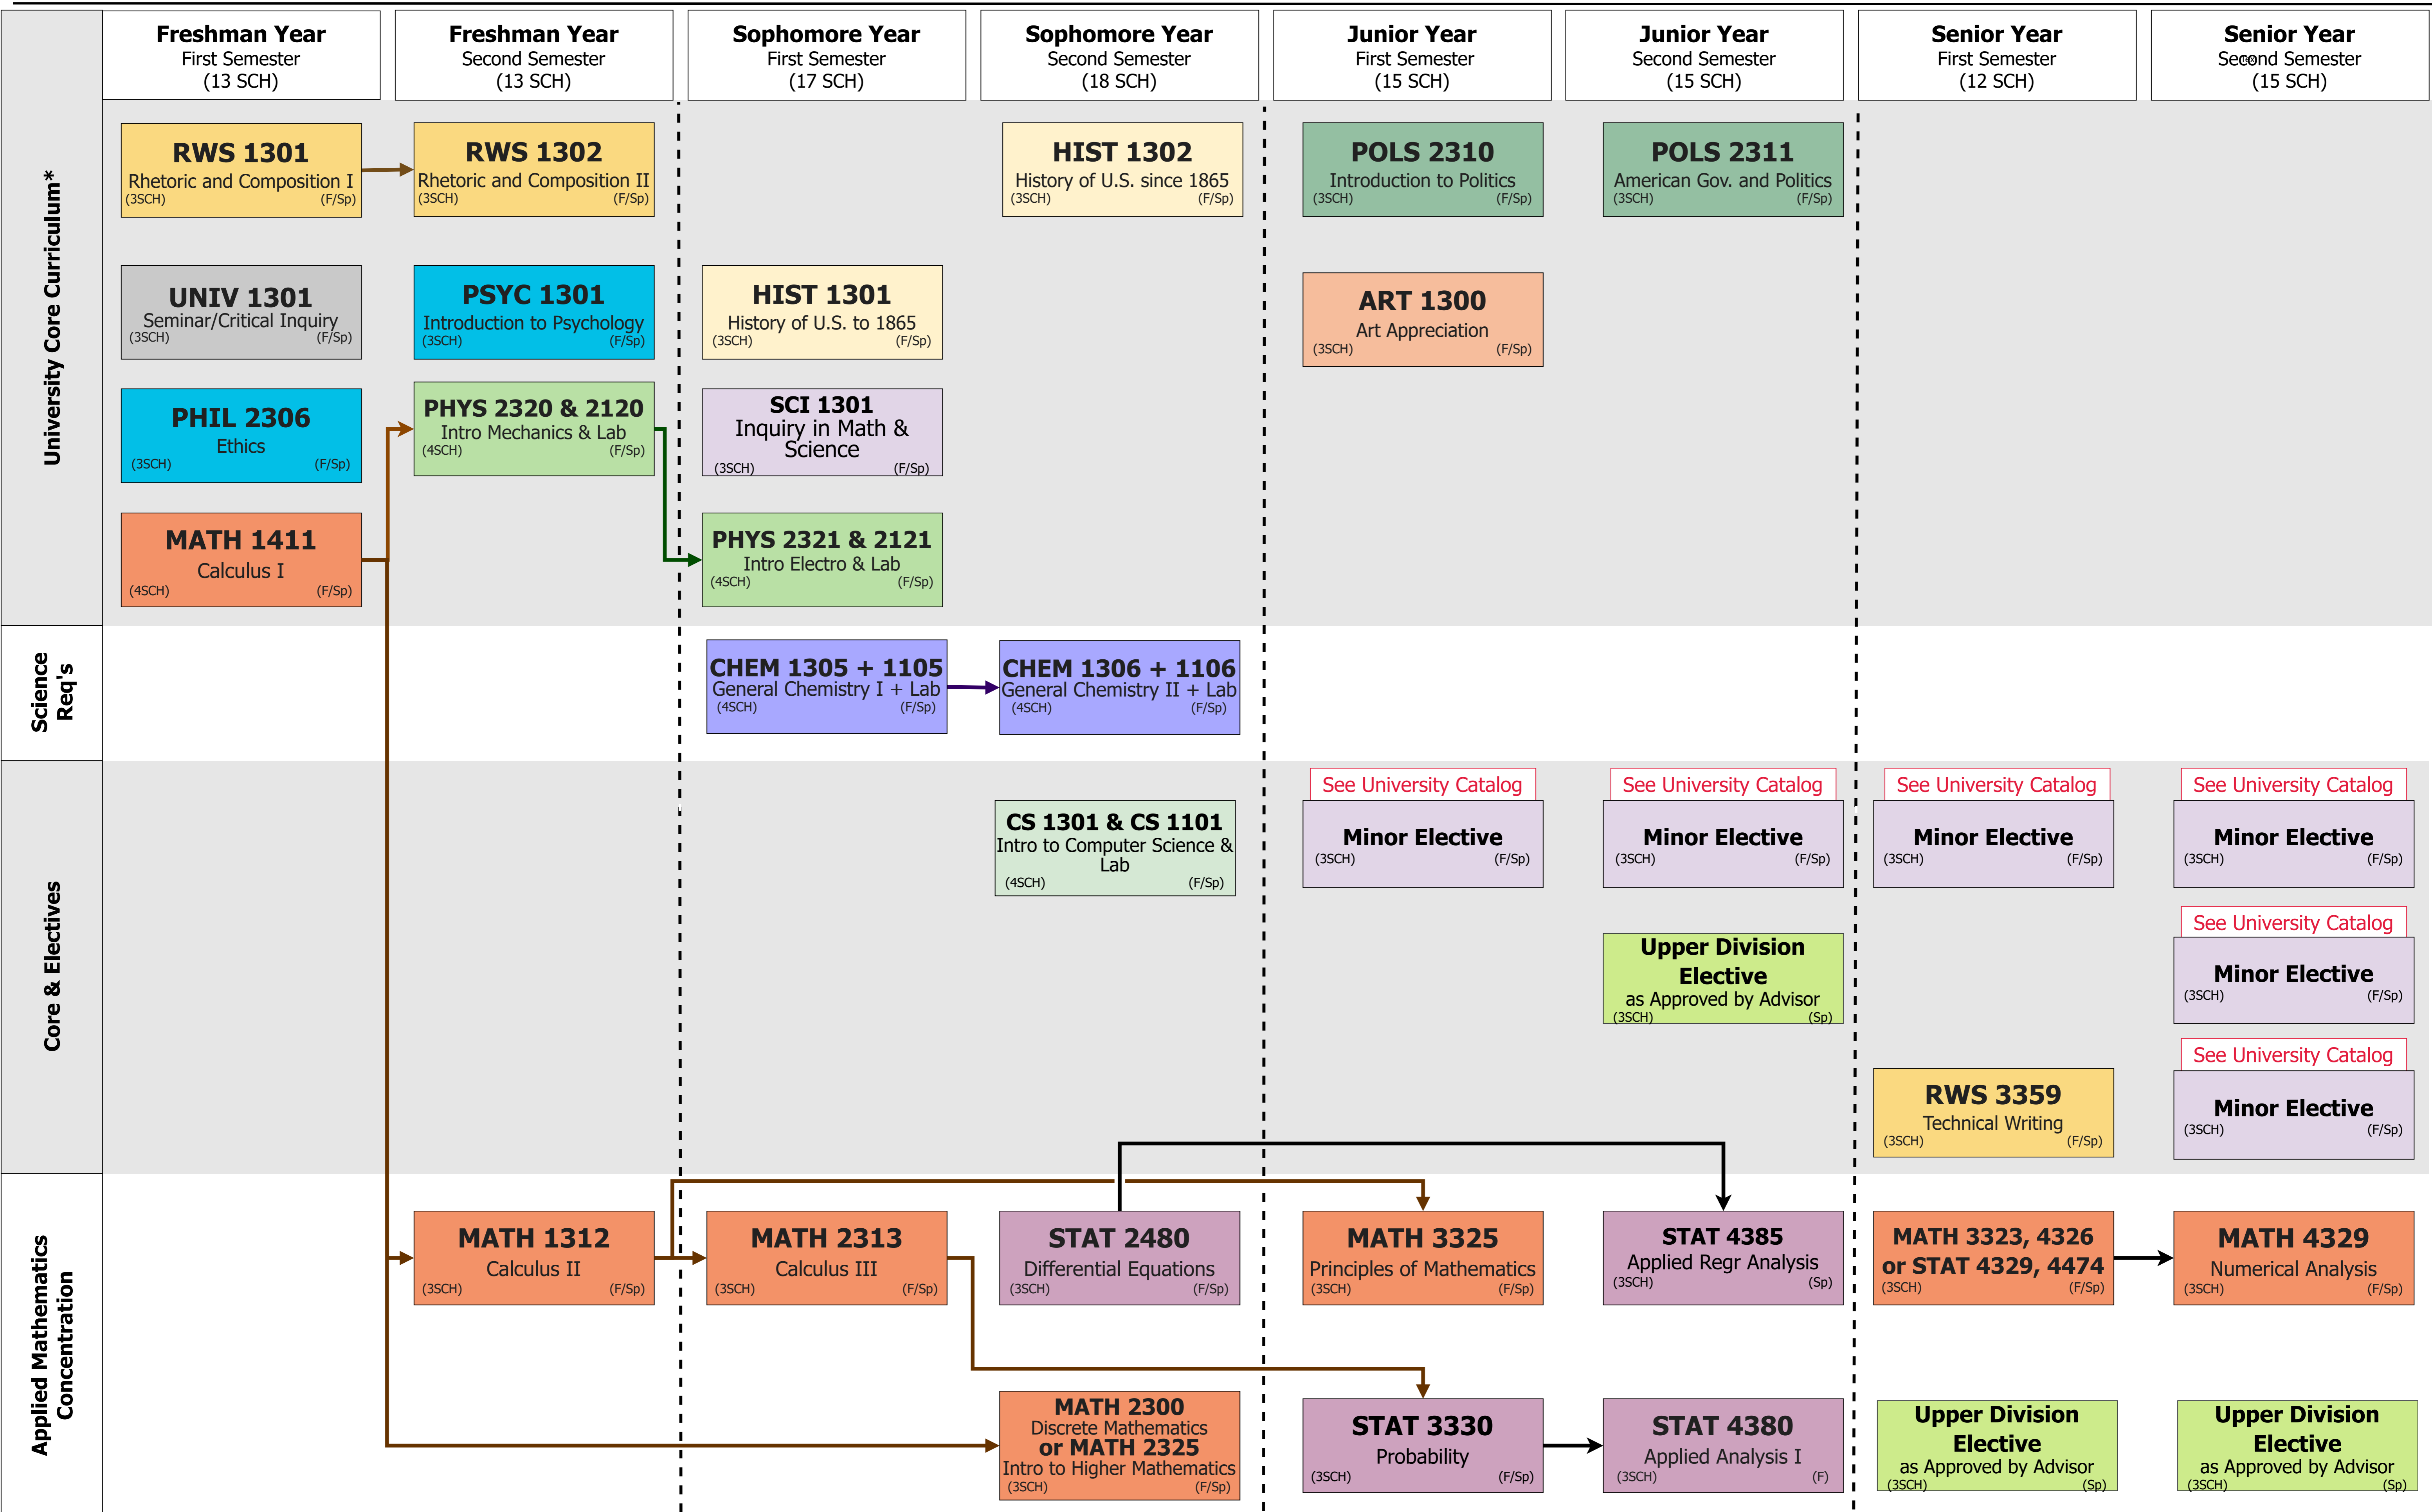 Freshman Year
First Semester
(13 SCH)
Freshman Year
Second Semester
(13 SCH)
Sophomore Year
First Semester
(17 SCH)
Sophomore Year
Second Semester
(18 SCH)
Junior Year
First Semester
(15 SCH)
Junior Year
Second Semester
(15 SCH)
Senior Year
First Semester
(12 SCH)
Senior Year
Second Semester
(15 SCH)
University Core Curriculum*
RWS 1301
Rhetoric and Composition I
(3SCH) (F/Sp)
RWS 1302
Rhetoric and Composition II
(3SCH) (F/Sp)
HIST 1302
History of U.S. since 1865
(3SCH) (F/Sp)
POLS 2310
Introduction to Politics
(3SCH) (F/Sp)
POLS 2311
American Gov. and Politics
(3SCH) (F/Sp)
UNIV 1301
Seminar/Critical Inquiry
(3SCH) (F/Sp)
PSYC 1301
Introduction to Psychology
(3SCH) (F/Sp)
HIST 1301
History of U.S. to 1865
(3SCH) (F/Sp)
ART 1300
Art Appreciation
(3SCH) (F/Sp)
PHIL 2306
Ethics
(3SCH) (F/Sp)
PHYS 2320 & 2120
Intro Mechanics & Lab
(4SCH) (F/Sp)
SCI 1301
Inquiry in Math &
Science
(3SCH) (F/Sp)
MATH 1411
Calculus I
(4SCH) (F/Sp)
PHYS 2321 & 2121
Intro Electro & Lab
(4SCH) (F/Sp)
Science
Req's
CHEM 1305 + 1105
General Chemistry I + Lab
(4SCH) (F/Sp)
CHEM 1306 + 1106
General Chemistry II + Lab
(4SCH) (F/Sp)
Core & Electives
CS 1301 & CS 1101
Intro to Computer Science &
Lab
(4SCH) (F/Sp)
See University Catalog
Minor Elective
(3SCH) (F/Sp)
See University Catalog
Minor Elective
(3SCH) (F/Sp)
See University Catalog
Minor Elective
(3SCH) (F/Sp)
See University Catalog
Minor Elective
(3SCH) (F/Sp)
Upper Division
Elective
as Approved by Advisor
(3SCH) (Sp)
See University Catalog
Minor Elective
(3SCH) (F/Sp)
RWS 3359
Technical Writing
(3SCH) (F/Sp)
See University Catalog
Minor Elective
(3SCH) (F/Sp)
Applied Mathematics
Concentration
MATH 1312
Calculus II
(3SCH) (F/Sp)
MATH 2313
Calculus III
(3SCH) (F/Sp)
STAT 2480
Differential Equations
(3SCH) (F/Sp)
MATH 3325
Principles of Mathematics
(3SCH) (F/Sp)
STAT 4385
Applied Regr Analysis
(3SCH) (Sp)
MATH 3323, 4326
or STAT 4329, 4474
(3SCH) (F/Sp)
MATH 4329
Numerical Analysis
(3SCH) (F/Sp)
MATH 2300
Discrete Mathematics
or MATH 2325
Intro to Higher Mathematics
(3SCH) (F/Sp)
STAT 3330
Probability
(3SCH) (F/Sp)
STAT 4380
Applied Analysis I
(3SCH) (F)
Upper Division
Elective
as Approved by Advisor
(3SCH) (Sp)
Upper Division
Elective
as Approved by Advisor
(3SCH) (Sp)